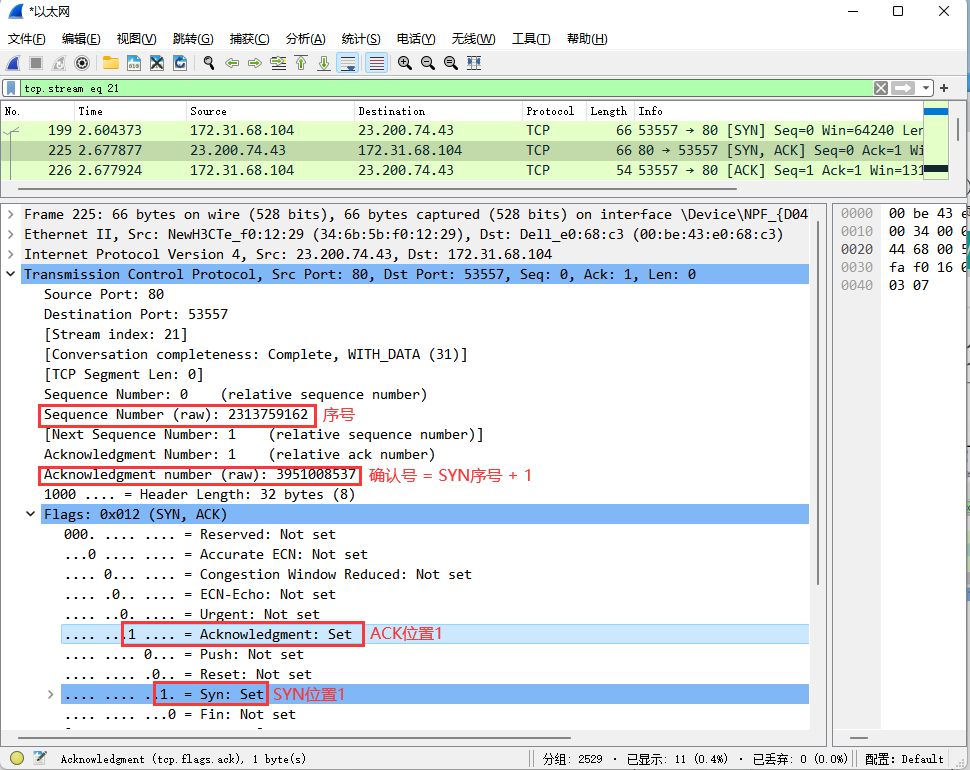 *以太网
文件(F) 编辑(E) 视图(V) 跳转(G) 捕获(C) 分析(A) 统计(S) 电话(Y) 无线(W) 工具(T) 帮助(H)
tcp.stream eq 21
No. Time Source Destination Protocol Length Info
199 2.604373 172.31.68.104 23.200.74.43 TCP 66 53557 → 80 [SYN] Seq=0 Win=64240 Len
225 2.677877 23.200.74.43 172.31.68.104 TCP 66 80 → 53557 [SYN, ACK] Seq=0 Ack=1 Wi
226 2.677924 172.31.68.104 23.200.74.43 TCP 54 53557 → 80 [ACK] Seq=1 Ack=1 Win=131
Frame 225: 66 bytes on wire (528 bits), 66 bytes captured (528 bits) on interface \Device\NPF_{D04
Ethernet II, Src: NewH3CTe_f0:12:29 (34:6b:5b:f0:12:29), Dst: Dell_e0:68:c3 (00:be:43:e0:68:c3)
Internet Protocol Version 4, Src: 23.200.74.43, Dst: 172.31.68.104
Transmission Control Protocol, Src Port: 80, Dst Port: 53557, Seq: 0, Ack: 1, Len: 0
Source Port: 80
Destination Port: 53557
[Stream index: 21]
[Conversation completeness: Complete, WITH_DATA (31)]
[TCP Segment Len: 0]
Sequence Number: 0 (relative sequence number)
Sequence Number (raw): 2313759162 序号
[Next Sequence Number: 1 (relative sequence number)]
Acknowledgment Number: 1 (relative ack number)
Acknowledgment number (raw): 3951008537 确认号 = SYN序号 + 1
1000 .... = Header Length: 32 bytes (8)
Flags: 0x012 (SYN, ACK)
000. .... .... = Reserved: Not set
...0 .... .... = Accurate ECN: Not set
.... 0... .... = Congestion Window Reduced: Not set
.... .0.. .... = ECN-Echo: Not set
.... ..0. .... = Urgent: Not set
.... ...1 .... = Acknowledgment: Set ACK位置1
.... .... 0... = Push: Not set
.... .... .0.. = Reset: Not set
.... .... ..1. = Syn: Set SYN位置1
.... .... ...0 = Fin: Not set
0000 00 be 43 e
0010 00 34 00 0
0020 44 68 00 5
0030 fa f0 16 0
0040 03 07
Acknowledgment (tcp.flags.ack), 1 byte(s) 分组: 2529 · 已显示: 11 (0.4%) · 已丢弃: 0 (0.0%) 配置: Default